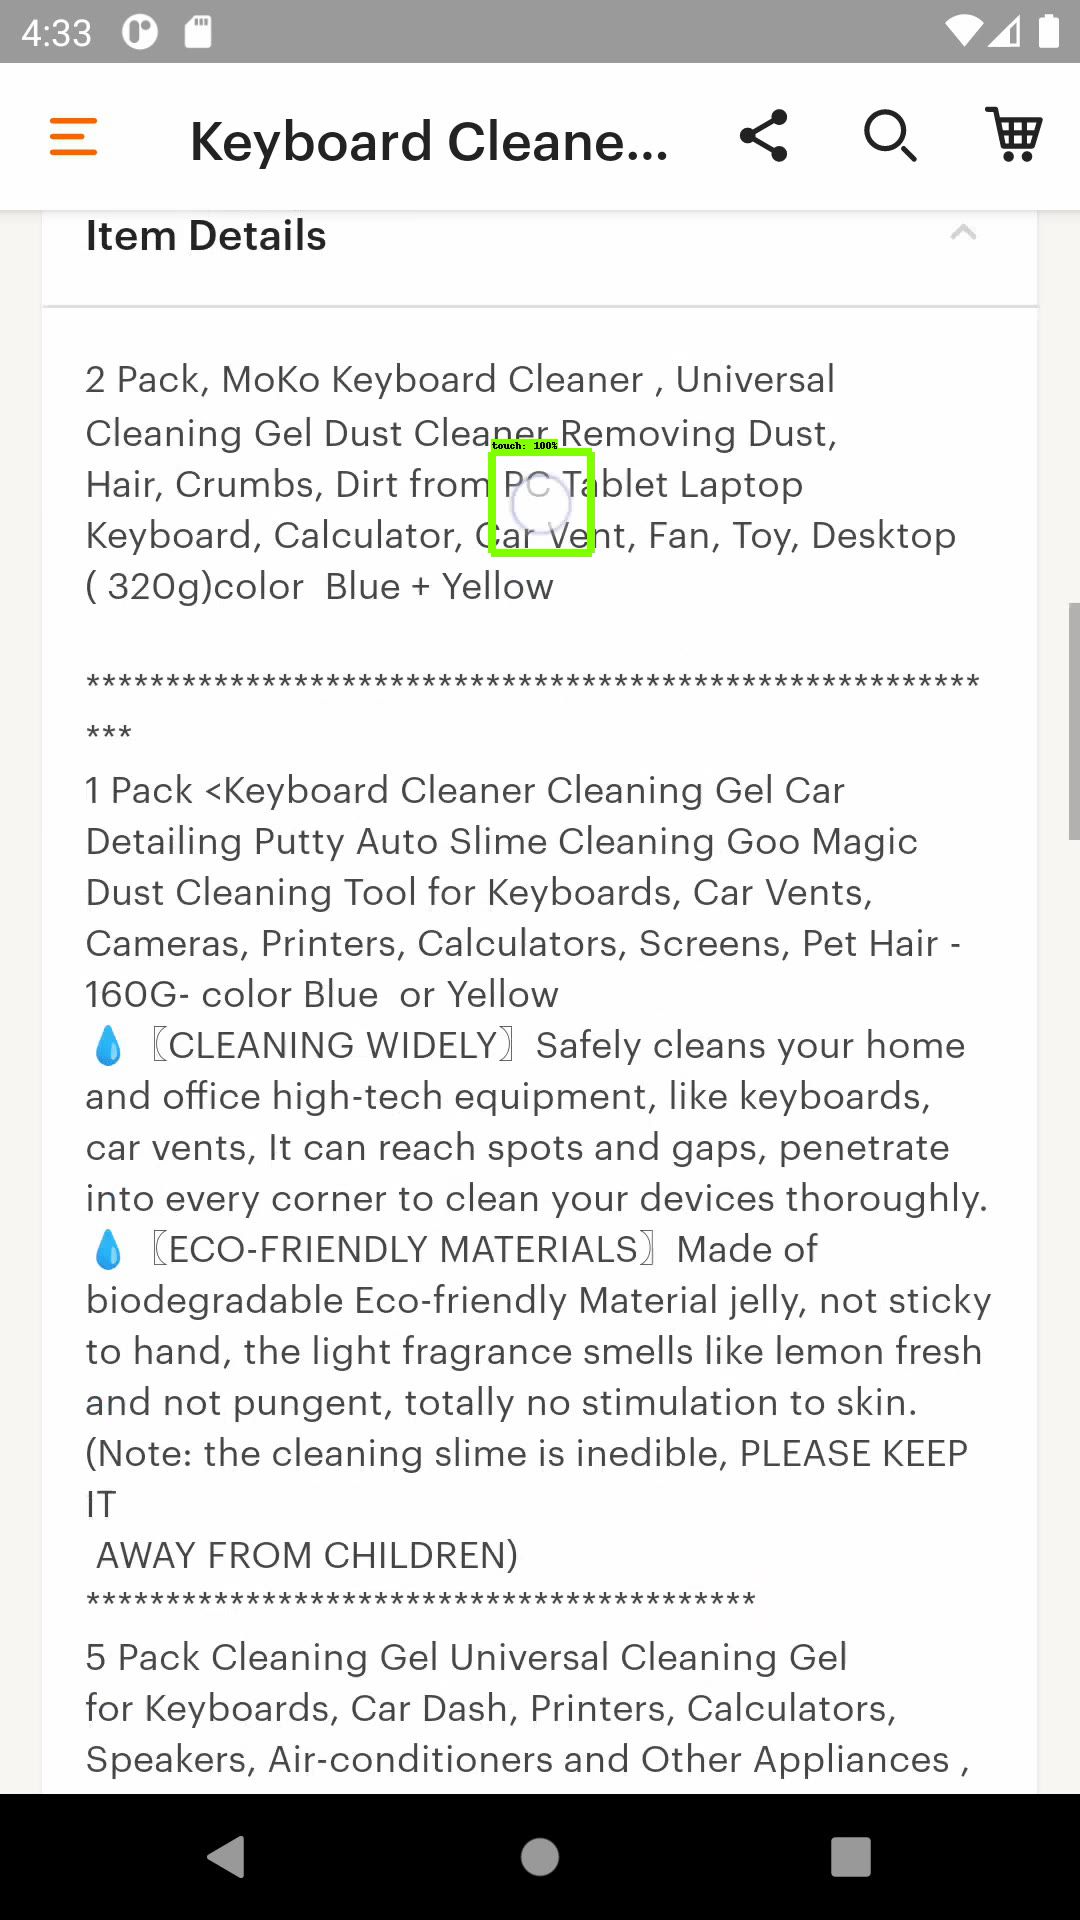 4:33
Keyboard Cleane...
Item Details
2 Pack, MoKo Keyboard Cleaner , Universal
Cleaning Gel Dust Cleaner Removing Dust,
touch: 100%
Hair, Crumbs, Dirt from PC Tablet Laptop
Keyboard, Calculator, Car Vent, Fan, Toy, Desktop
( 320g)color  Blue + Yellow
********************************************************
***
1 Pack <Keyboard Cleaner Cleaning Gel Car
Detailing Putty Auto Slime Cleaning Goo Magic
Dust Cleaning Tool for Keyboards, Car Vents,
Cameras, Printers, Calculators, Screens, Pet Hair -
160G- color Blue  or Yellow
💧〖CLEANING WIDELY〗Safely cleans your home
and office high-tech equipment, like keyboards,
car vents, It can reach spots and gaps, penetrate
into every corner to clean your devices thoroughly.
💧〖ECO-FRIENDLY MATERIALS〗Made of
biodegradable Eco-friendly Material jelly, not sticky
to hand, the light fragrance smells like lemon fresh
and not pungent, totally no stimulation to skin.
(Note: the cleaning slime is inedible, PLEASE KEEP
IT
AWAY FROM CHILDREN)
******************************************
5 Pack Cleaning Gel Universal Cleaning Gel
for Keyboards, Car Dash, Printers, Calculators,
Speakers, Air-conditioners and Other Appliances ,